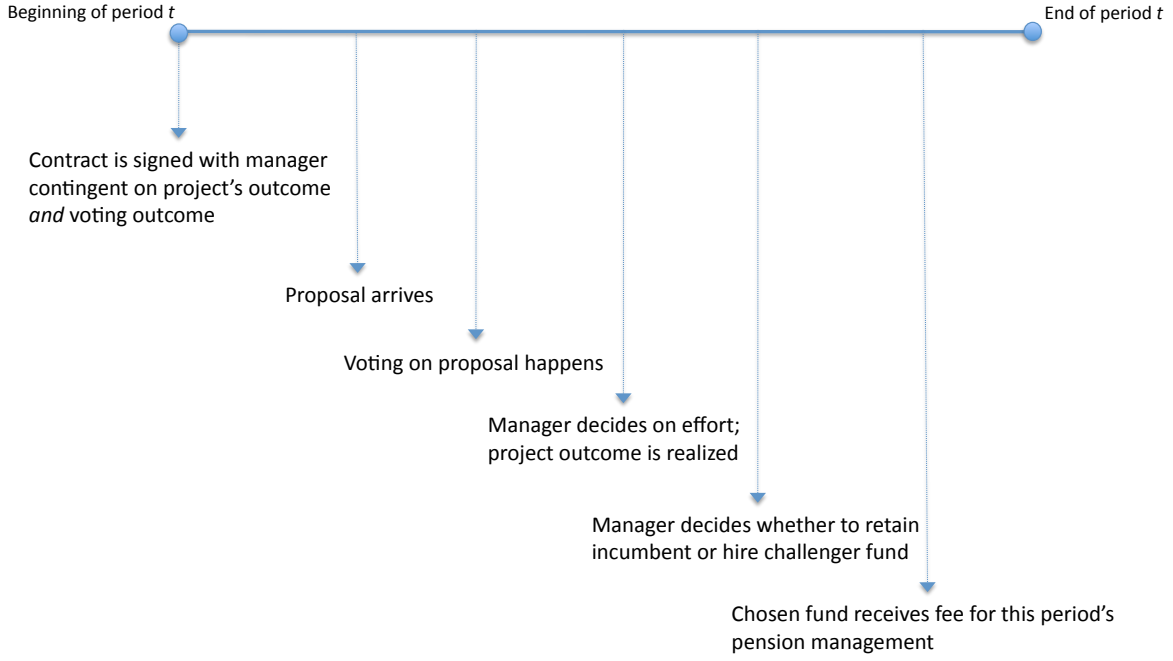 Beginning of period t
End of period t
Contract is signed with manager
contingent on project's outcome
and voting outcome
Proposal arrives
Voting on proposal happens
Manager decides on effort;
project outcome is realized
Manager decides whether to retain
incumbent or hire challenger fund
Chosen fund receives fee for this period's
pension management